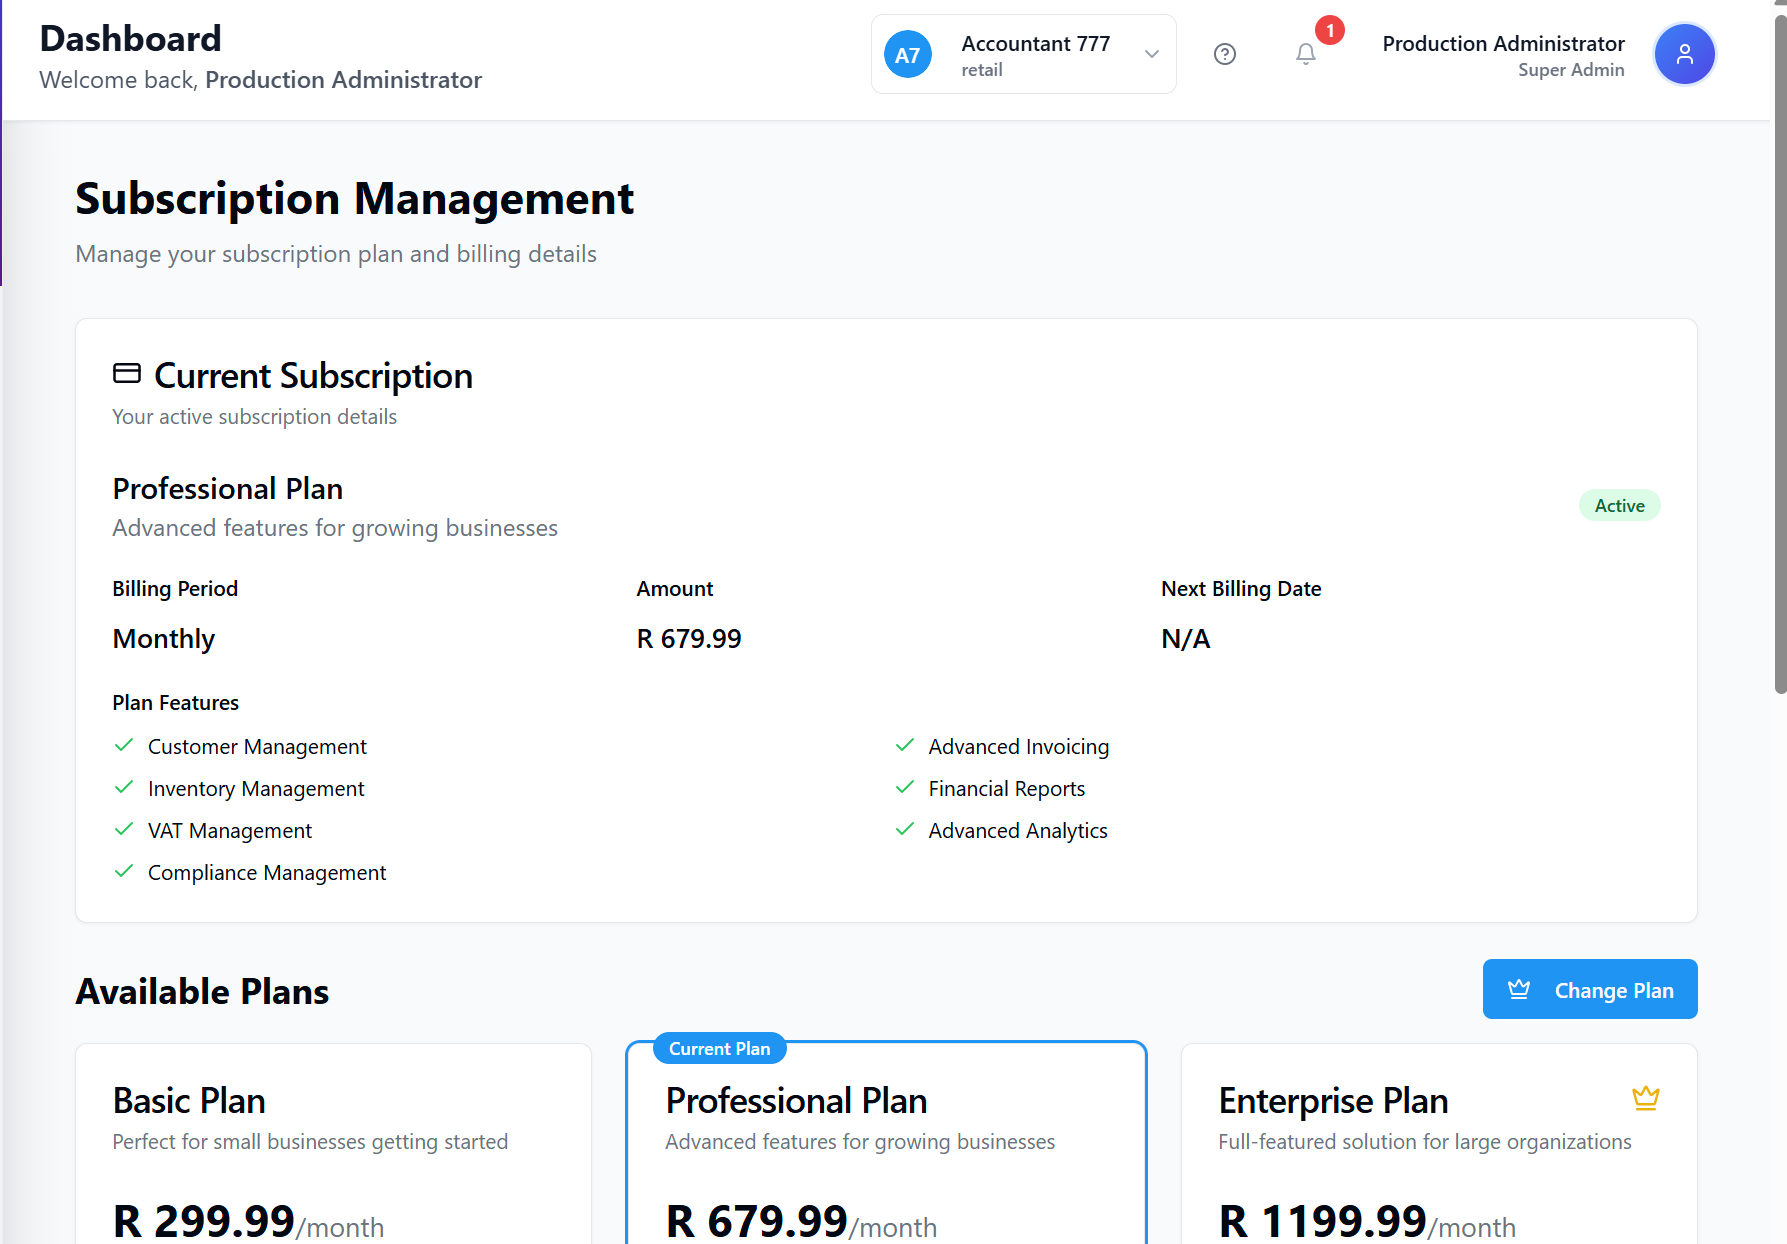 Dashboard
Welcome back, Production Administrator
A7
Accountant 777
retail
1
Production Administrator
Super Admin
Subscription Management
Manage your subscription plan and billing details
Current Subscription
Your active subscription details
Professional Plan
Advanced features for growing businesses
Active
Billing Period
Monthly
Amount
R 679.99
Next Billing Date
N/A
Plan Features
Customer Management
Advanced Invoicing
Inventory Management
Financial Reports
VAT Management
Advanced Analytics
Compliance Management
Available Plans
Change Plan
Basic Plan
Perfect for small businesses getting started
R 299.99/month
Current Plan
Professional Plan
Advanced features for growing businesses
R 679.99/month
Enterprise Plan
Full-featured solution for large organizations
R 1199.99/month